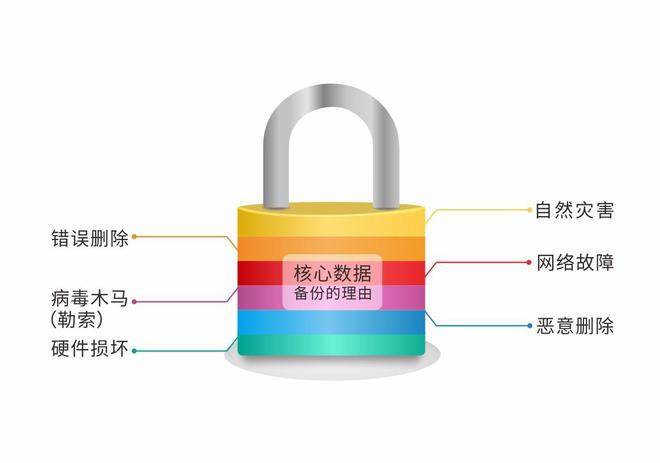 自然灾害
错误删除
网络故障
核心数据
备份的理由
病毒木马
(勒索)
恶意删除
硬件损坏